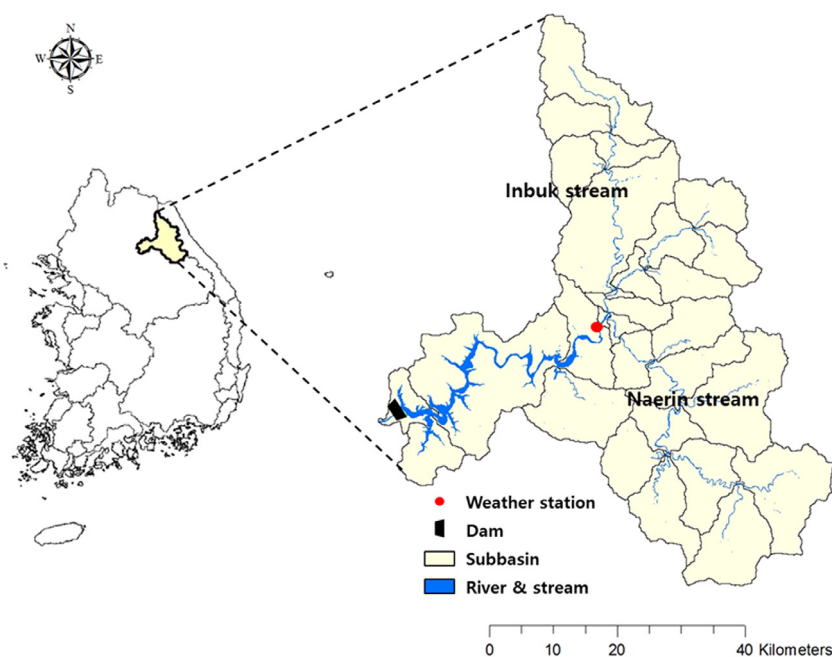 N
W E
S
Inbuk stream
Naerin stream
Weather station
Dam
Subbasin
River & stream
0 10 20 40 Kilometers